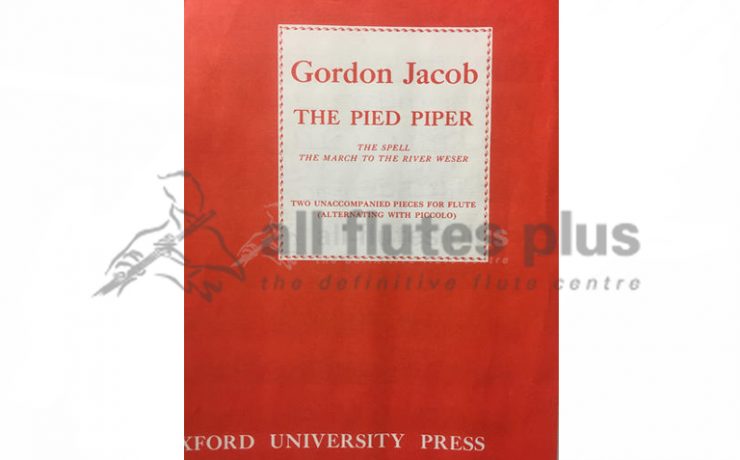 Gordon Jacob
THE PIED PIPER
THE SPELL
THE MARCH TO THE RIVER WESER
TWO UNACCOMPANIED PIECES FOR FLUTE
(ALTERNATING WITH PICCOLO)
all flutes plus
the definitive flute centre
XFORD UNIVERSITY PRESS